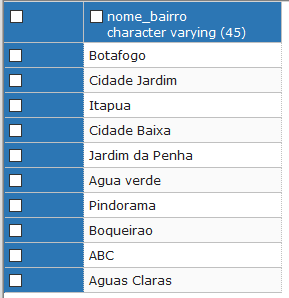 nome_bairro
character varying (45)
Botafogo
Cidade Jardim
Itapua
Cidade Baixa
Jardim da Penha
Agua verde
Pindorama
Boqueirao
ABC
Aguas Claras